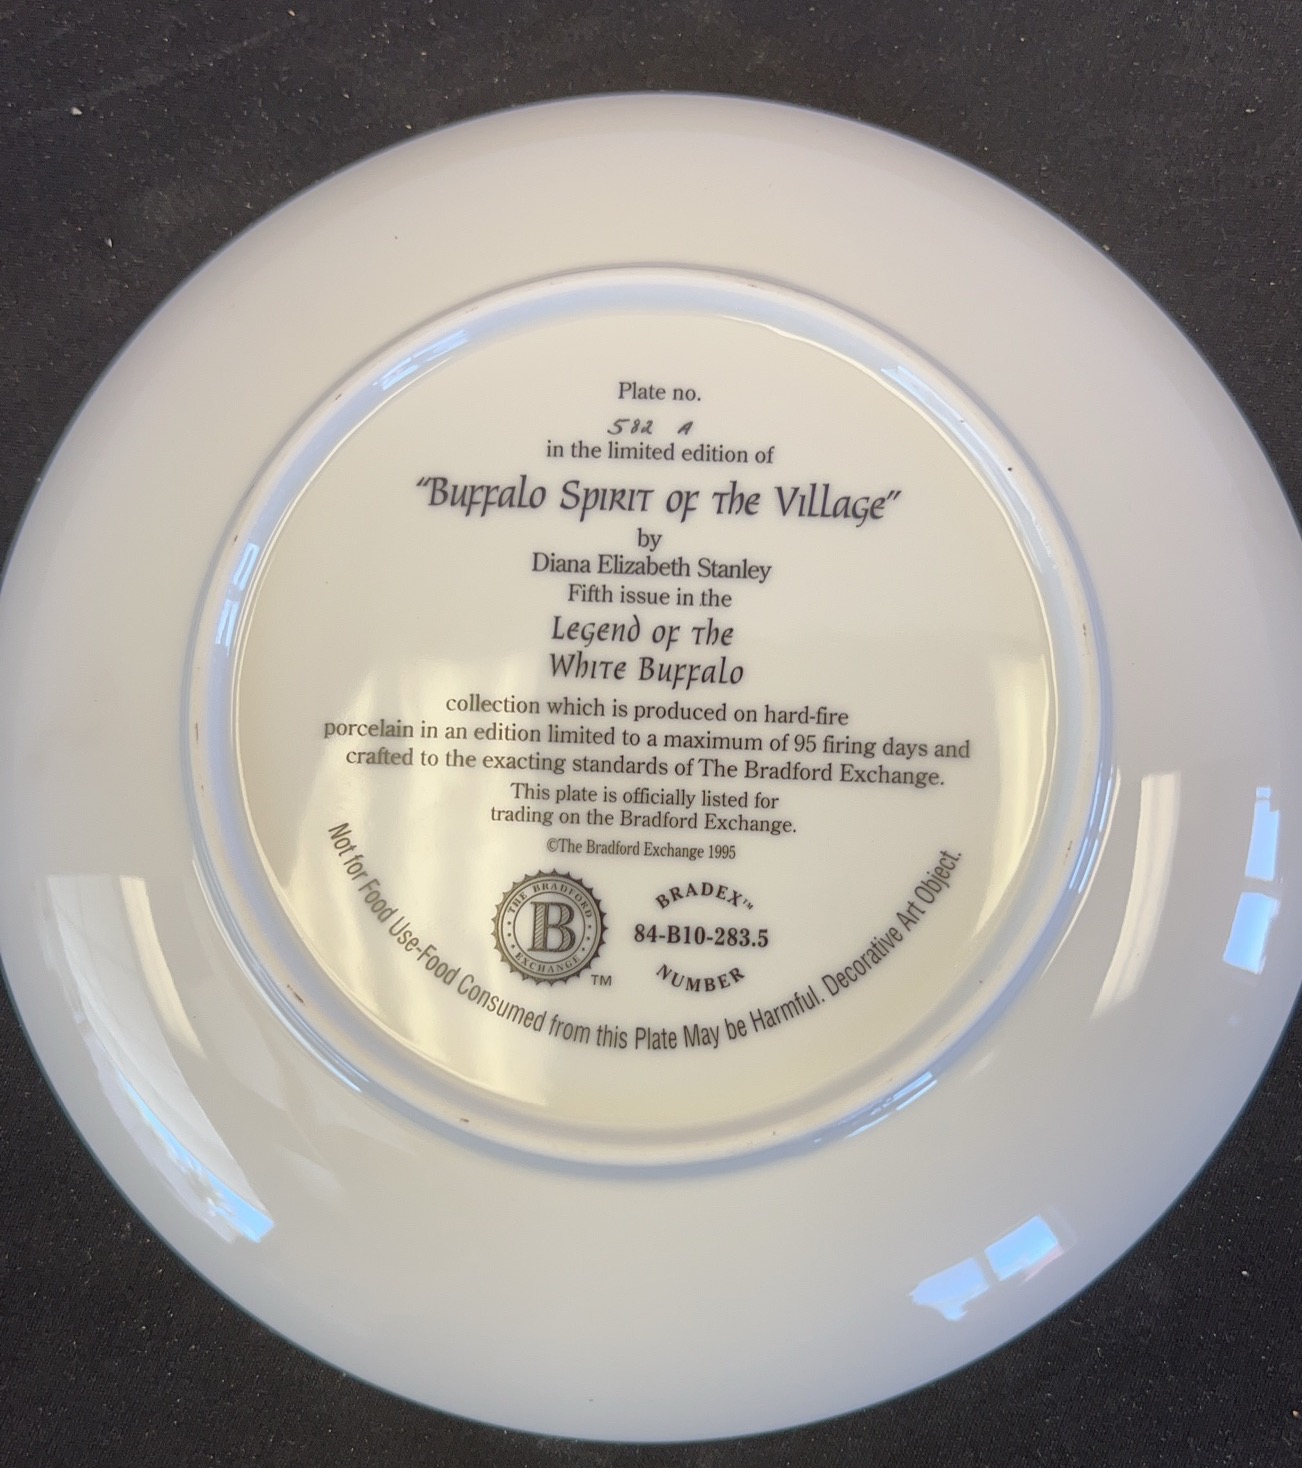 Plate no.
582 A
in the limited edition of
“Buffalo Spirit of the Village”
by
Diana Elizabeth Stanley
Fifth issue in the
Legend of the
White Buffalo
collection which is produced on hard-fire
porcelain in an edition limited to a maximum of 95 firing days and
crafted to the exacting standards of The Bradford Exchange.
This plate is officially listed for
trading on the Bradford Exchange.
©The Bradford Exchange 1995
THE BRADFORD
B
EXCHANGE
TM
BRADEX™
84-B10-283.5
NUMBER
Not for Food Use-Food Consumed from this Plate May be Harmful. Decorative Art Object.